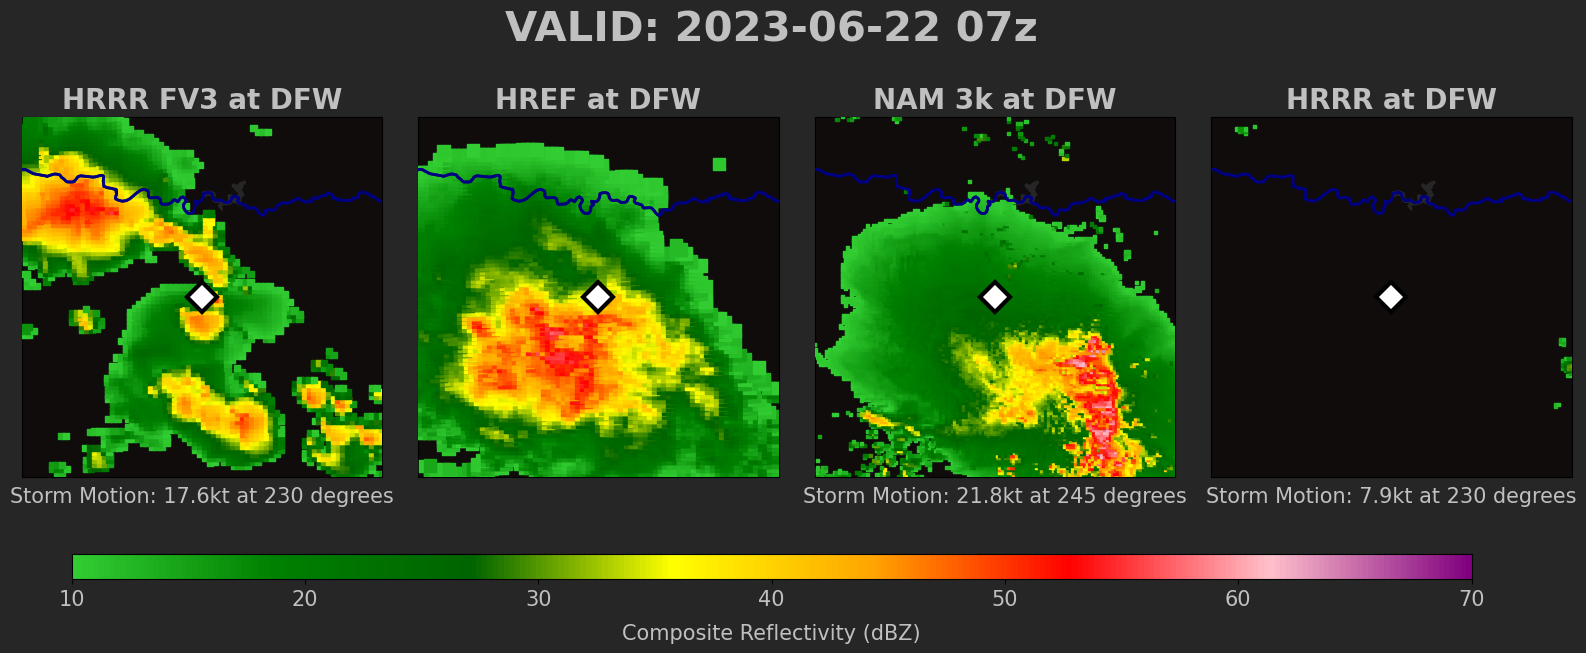 VALID: 2023-06-22 07z
HRRR FV3 at DFW
HREF at DFW
NAM 3k at DFW
HRRR at DFW
Storm Motion: 17.6kt at 230 degrees
Storm Motion: 21.8kt at 245 degrees
Storm Motion: 7.9kt at 230 degrees
10 20 30 40 50 60 70
Composite Reflectivity (dBZ)